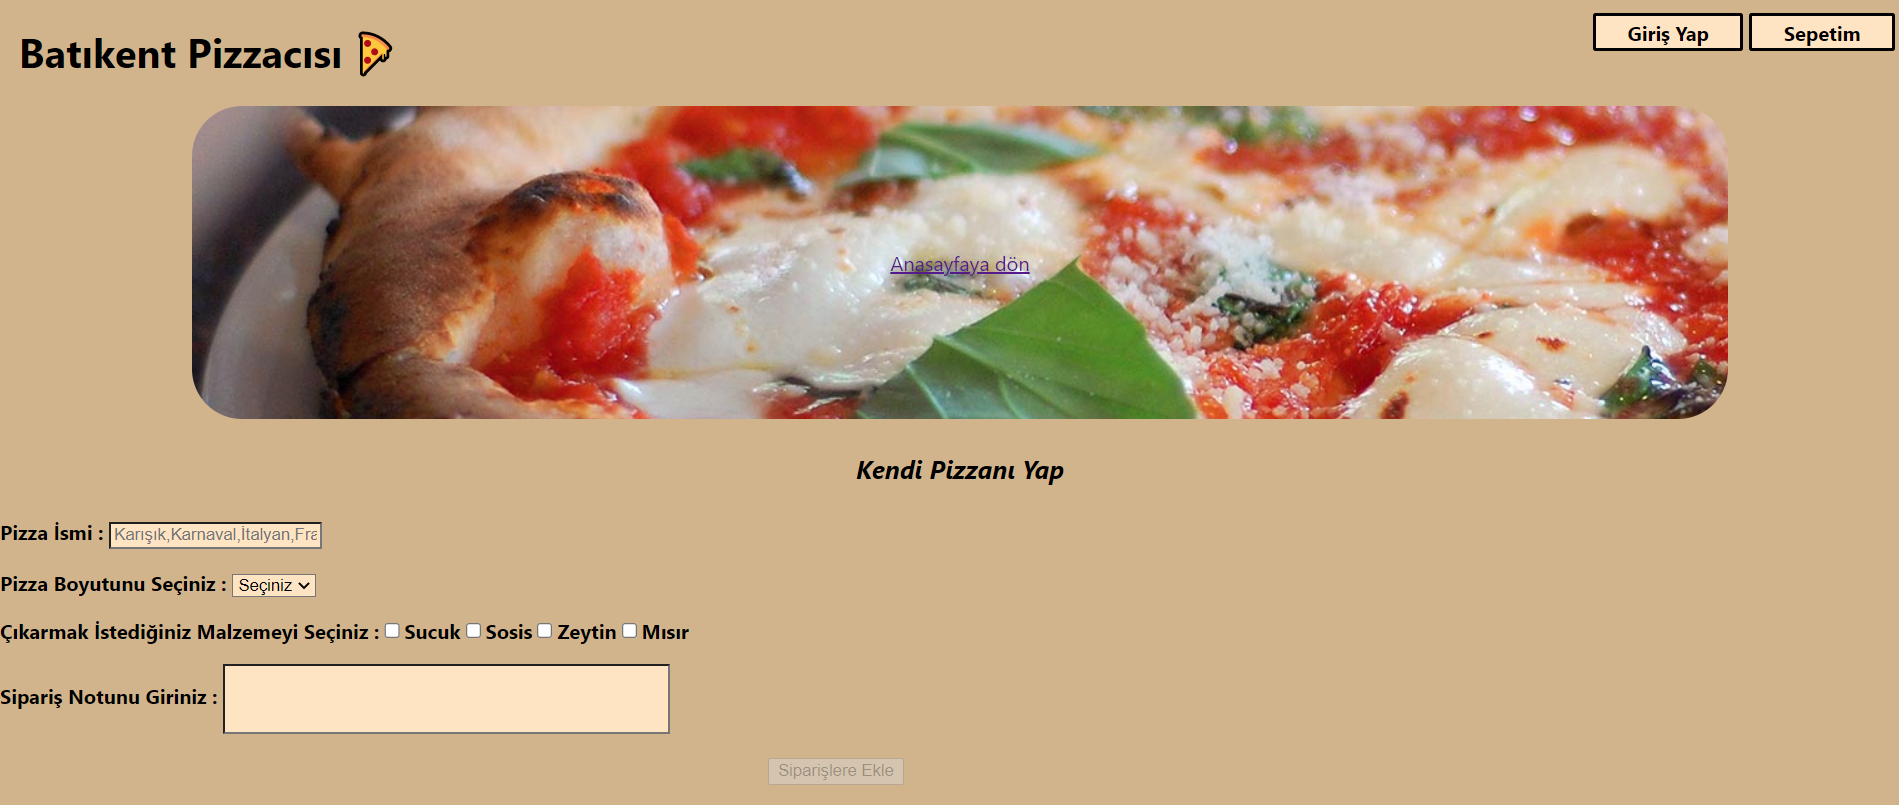 Batıkent Pizzacısı
Giriş Yap
Sepetim
Anasayfaya dön
Kendi Pizzanı Yap
Pizza İsmi : Karışık,Karnaval,İtalyan,Fra
Pizza Boyutunu Seçiniz : Seçiniz
Çıkarmak İstediğiniz Malzemeyi Seçiniz : Sucuk Sosis Zeytin Mısır
Sipariş Notunu Giriniz :
Siparişlere Ekle